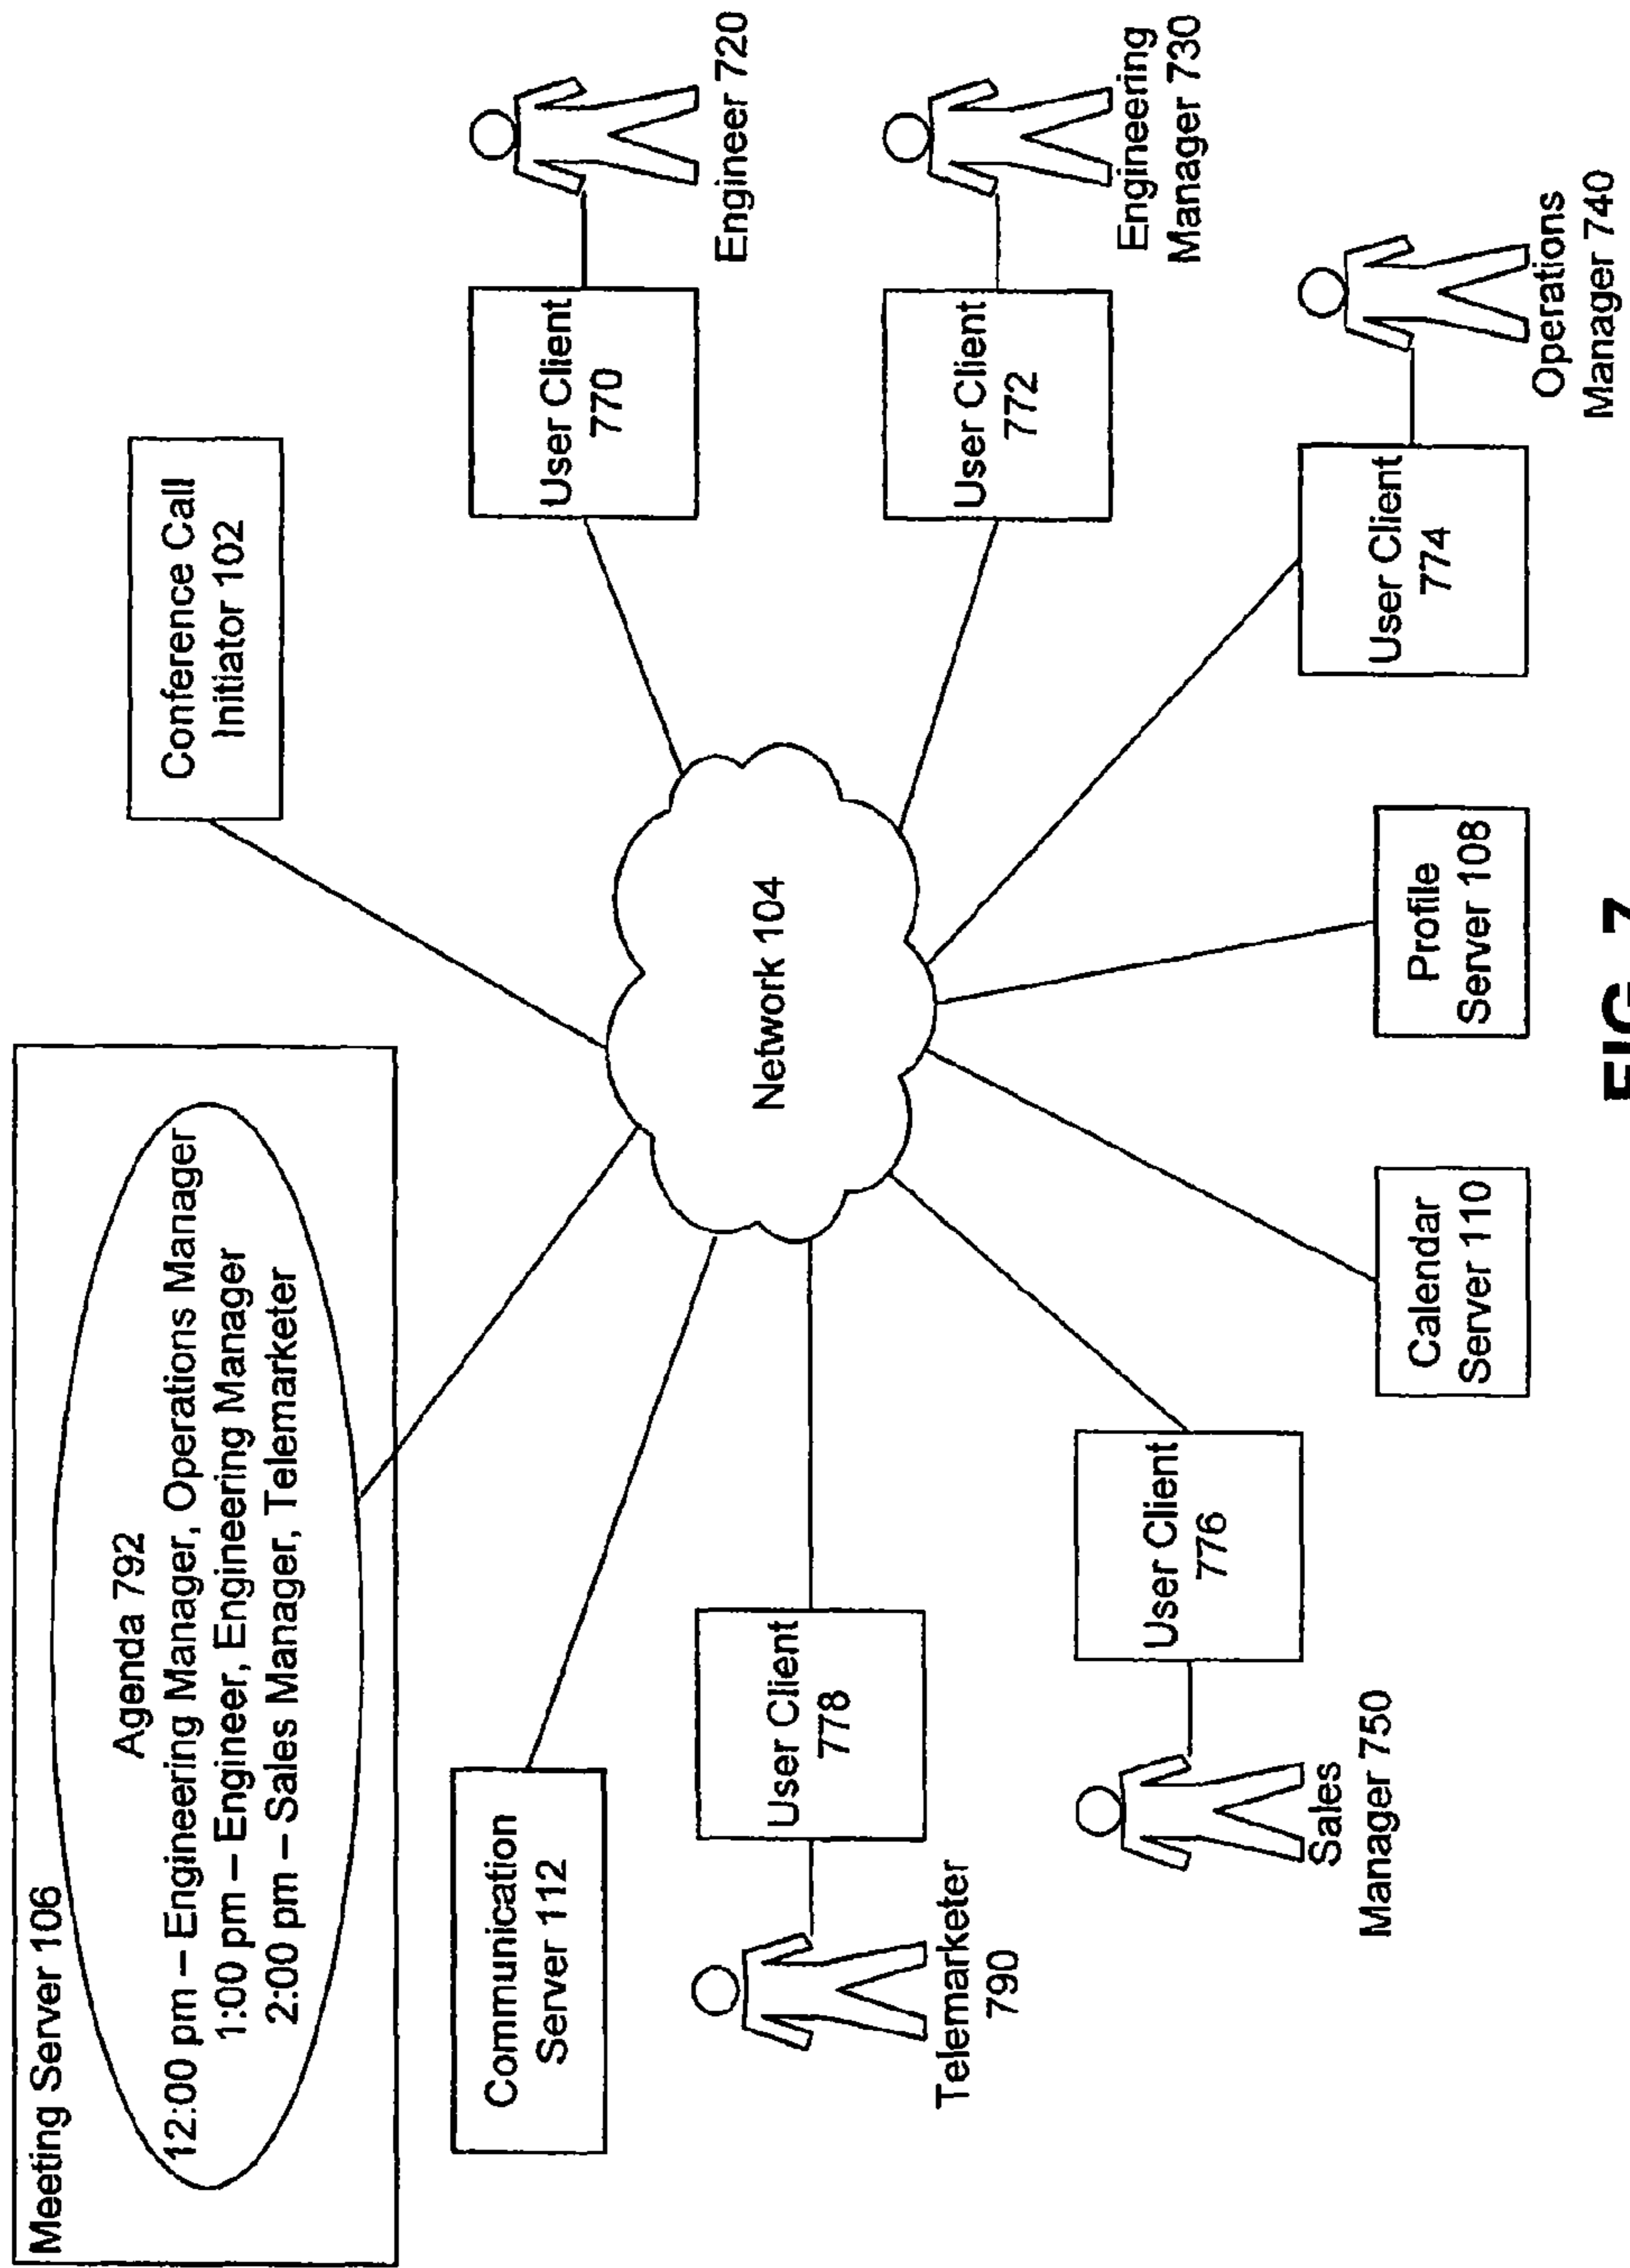 Meeting Server 106
Agenda 792
12:00 pm – Engineering Manager, Operations Manager
1:00 pm – Engineer, Engineering Manager
2:00 pm – Sales Manager, Telemarketer
Conference Call
Initiator 102
Communication
Server 112
User Client
770
Engineer 720
Network 104
User Client
778
Telemarketer
790
User Client
772
Engineering
Manager 730
User Client
776
Sales
Manager 750
User Client
774
Operations
Manager 740
Calendar
Server 110
Profile
Server 108
FIG. 7